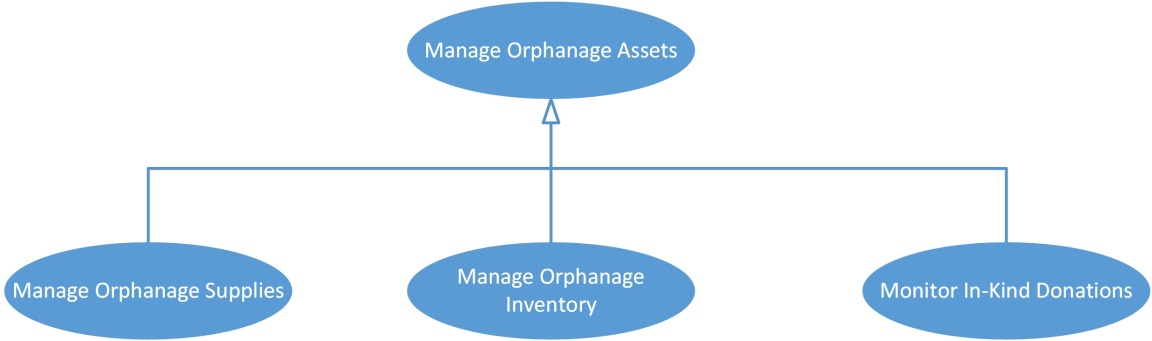 Manage Orphanage Assets
Manage Orphanage Supplies
Manage Orphanage
Inventory
Monitor In-Kind Donations